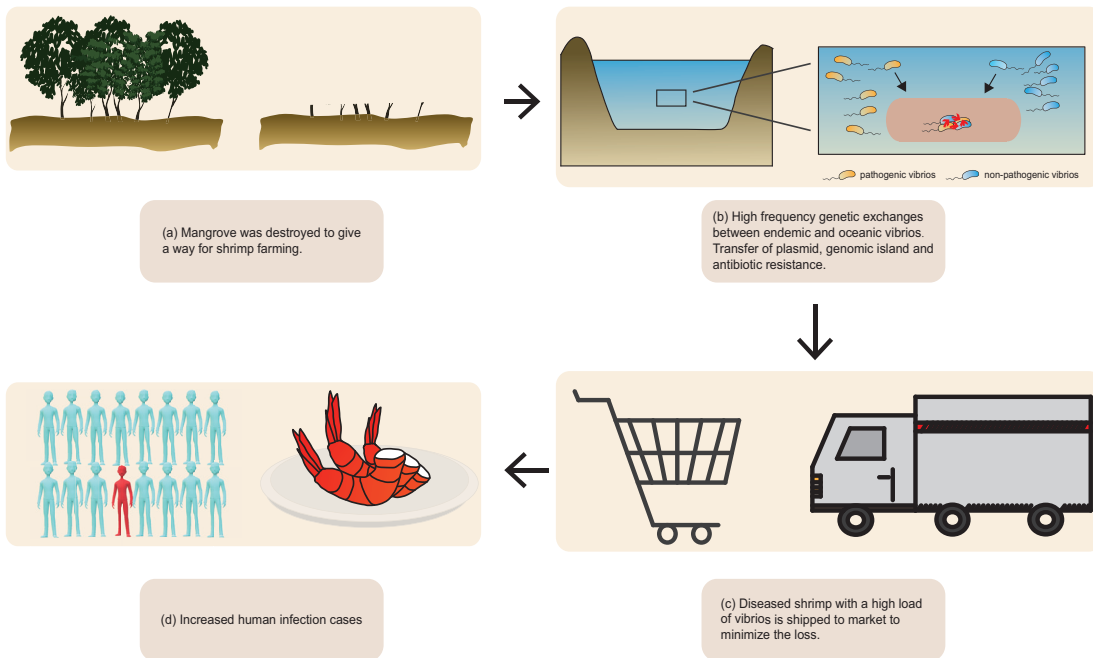 pathogenic vibrios
non-pathogenic vibrios
(a) Mangrove was destroyed to give
a way for shrimp farming.
(b) High frequency genetic exchanges
between endemic and oceanic vibrios.
Transfer of plasmid, genomic island and
antibiotic resistance.
(c) Diseased shrimp with a high load
of vibrios is shipped to market to
minimize the loss.
(d) Increased human infection cases